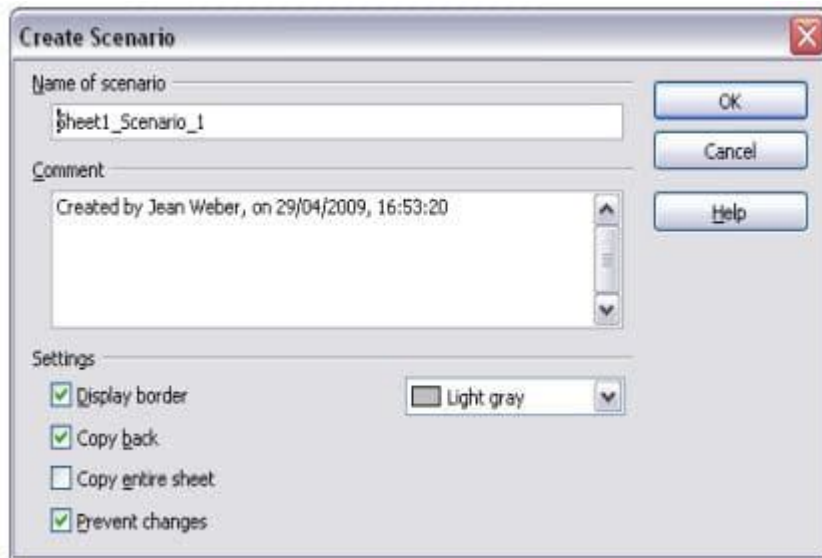 Create Scenario
Name of scenario
Sheet1_Scenario_1
OK
Cancel
Help
Comment
Created by Jean Weber, on 29/04/2009, 16:53:20
Settings
Display border
Light gray
Copy back
Copy entire sheet
Prevent changes